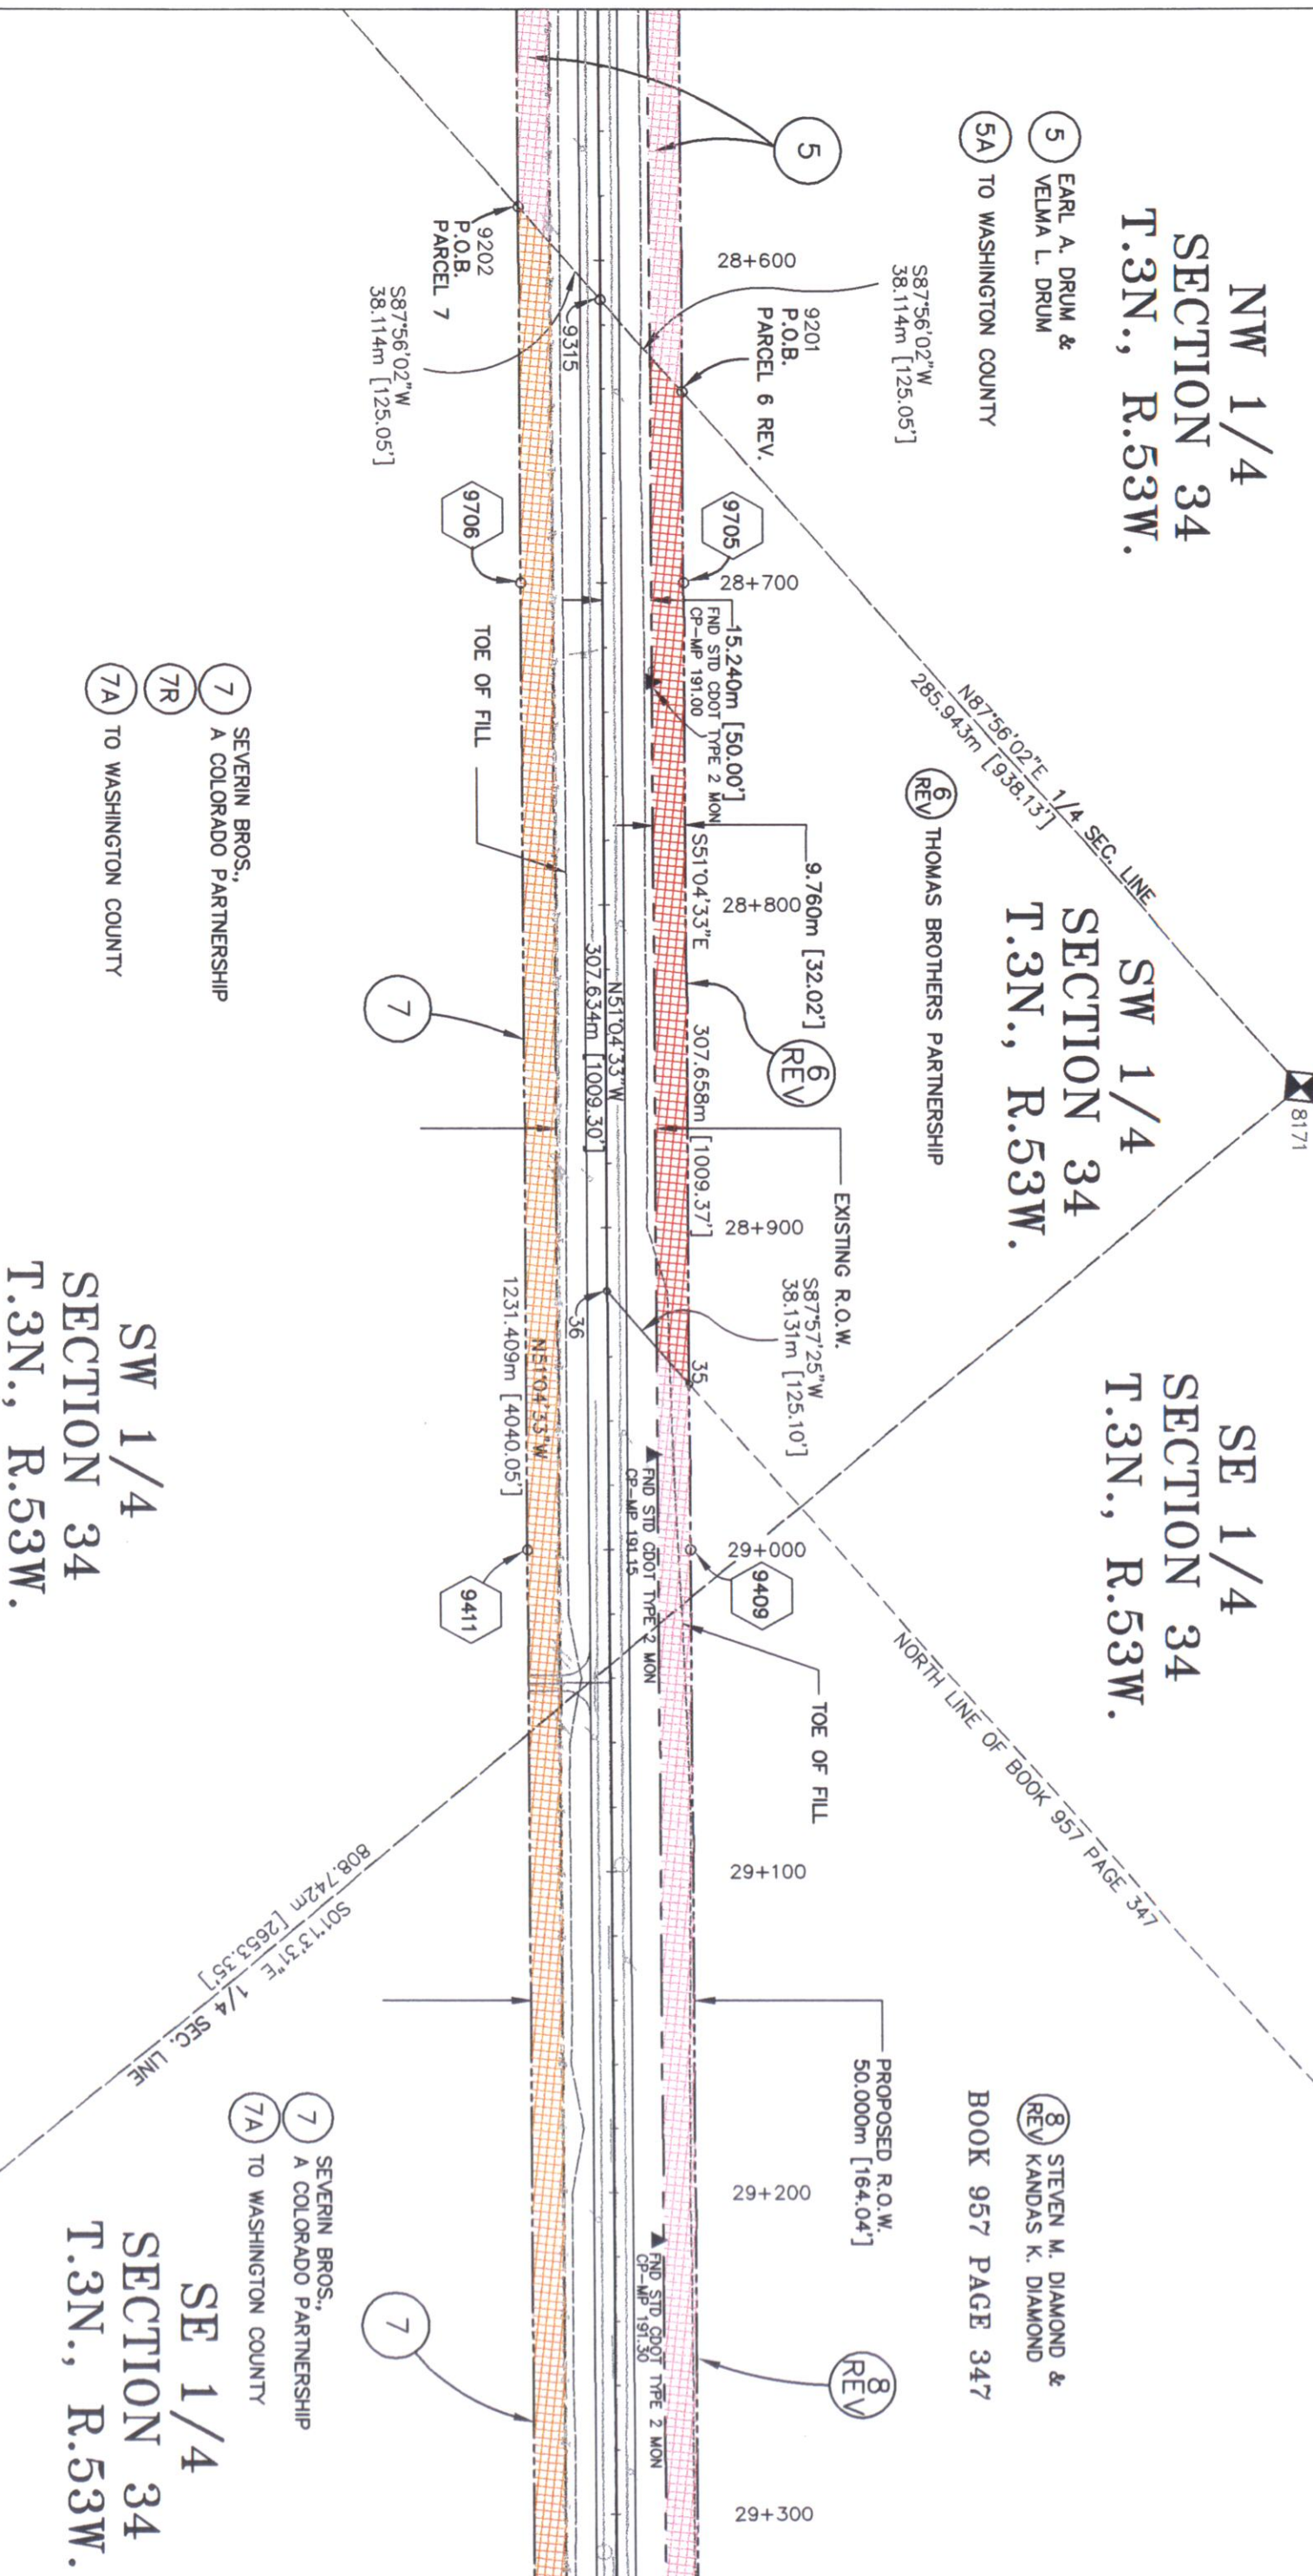 NW 1/4
SECTION 34
T.3N., R.53W.
5 EARL A. DRUM &
VELMA L. DRUM
5A TO WASHINGTON COUNTY
5
S87°56'02"W
38.114m [125.05']
28+600
9201
P.O.B.
PARCEL 6 REV.
9315
9202
P.O.B.
PARCEL 7
S87°56'02"W
38.114m [125.05']
9705
9706
28+700
15.240m [50.00']
FND STD CDOT TYPE 2 MON
CP-MP 191.00
TOE OF FILL
7 SEVERIN BROS.,
A COLORADO PARTNERSHIP
7R
7A TO WASHINGTON COUNTY
N87°56'02"E 1/4 SEC. LINE
285.943m [938.13']
8171
6 REV THOMAS BROTHERS PARTNERSHIP
SW 1/4
SECTION 34
T.3N., R.53W.
9.760m [32.02']
28+800
S51°04'33"E
307.658m [1009.37']
6
REV
N51°04'33"W
307.634m [1009.30']
7
EXISTING R.O.W.
28+900
S87°57'25"W
38.131m [125.10']
35
36
N51°04'33"W
1231.409m [4040.05']
SW 1/4
SECTION 34
T.3N., R.53W.
SE 1/4
SECTION 34
T.3N., R.53W.
FND STD CDOT TYPE 2 MON
CP-MP 191.15
29+000
9409
9411
TOE OF FILL
NORTH LINE OF BOOK 957 PAGE 347
29+100
808.742m [2653.35']
S01°13'31"E 1/4 SEC. LINE
PROPOSED R.O.W.
50.000m [164.04']
8 REV STEVEN M. DIAMOND &
KANDAS K. DIAMOND
BOOK 957 PAGE 347
29+200
FND STD CDOT TYPE 2 MON
CP-MP 191.30
8
REV
7 SEVERIN BROS.,
A COLORADO PARTNERSHIP
7A TO WASHINGTON COUNTY
7
SE 1/4
SECTION 34
T.3N., R.53W.
29+300